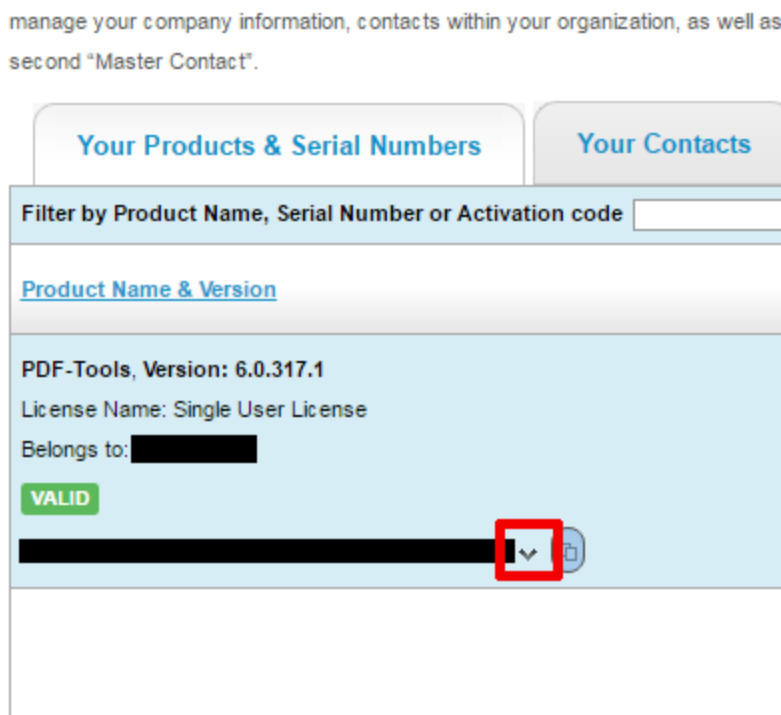 manage your company information, contacts within your organization, as well as
second “Master Contact”.
Your Products & Serial Numbers
Your Contacts
Filter by Product Name, Serial Number or Activation code
Product Name & Version
PDF-Tools, Version: 6.0.317.1
License Name: Single User License
Belongs to:
VALID